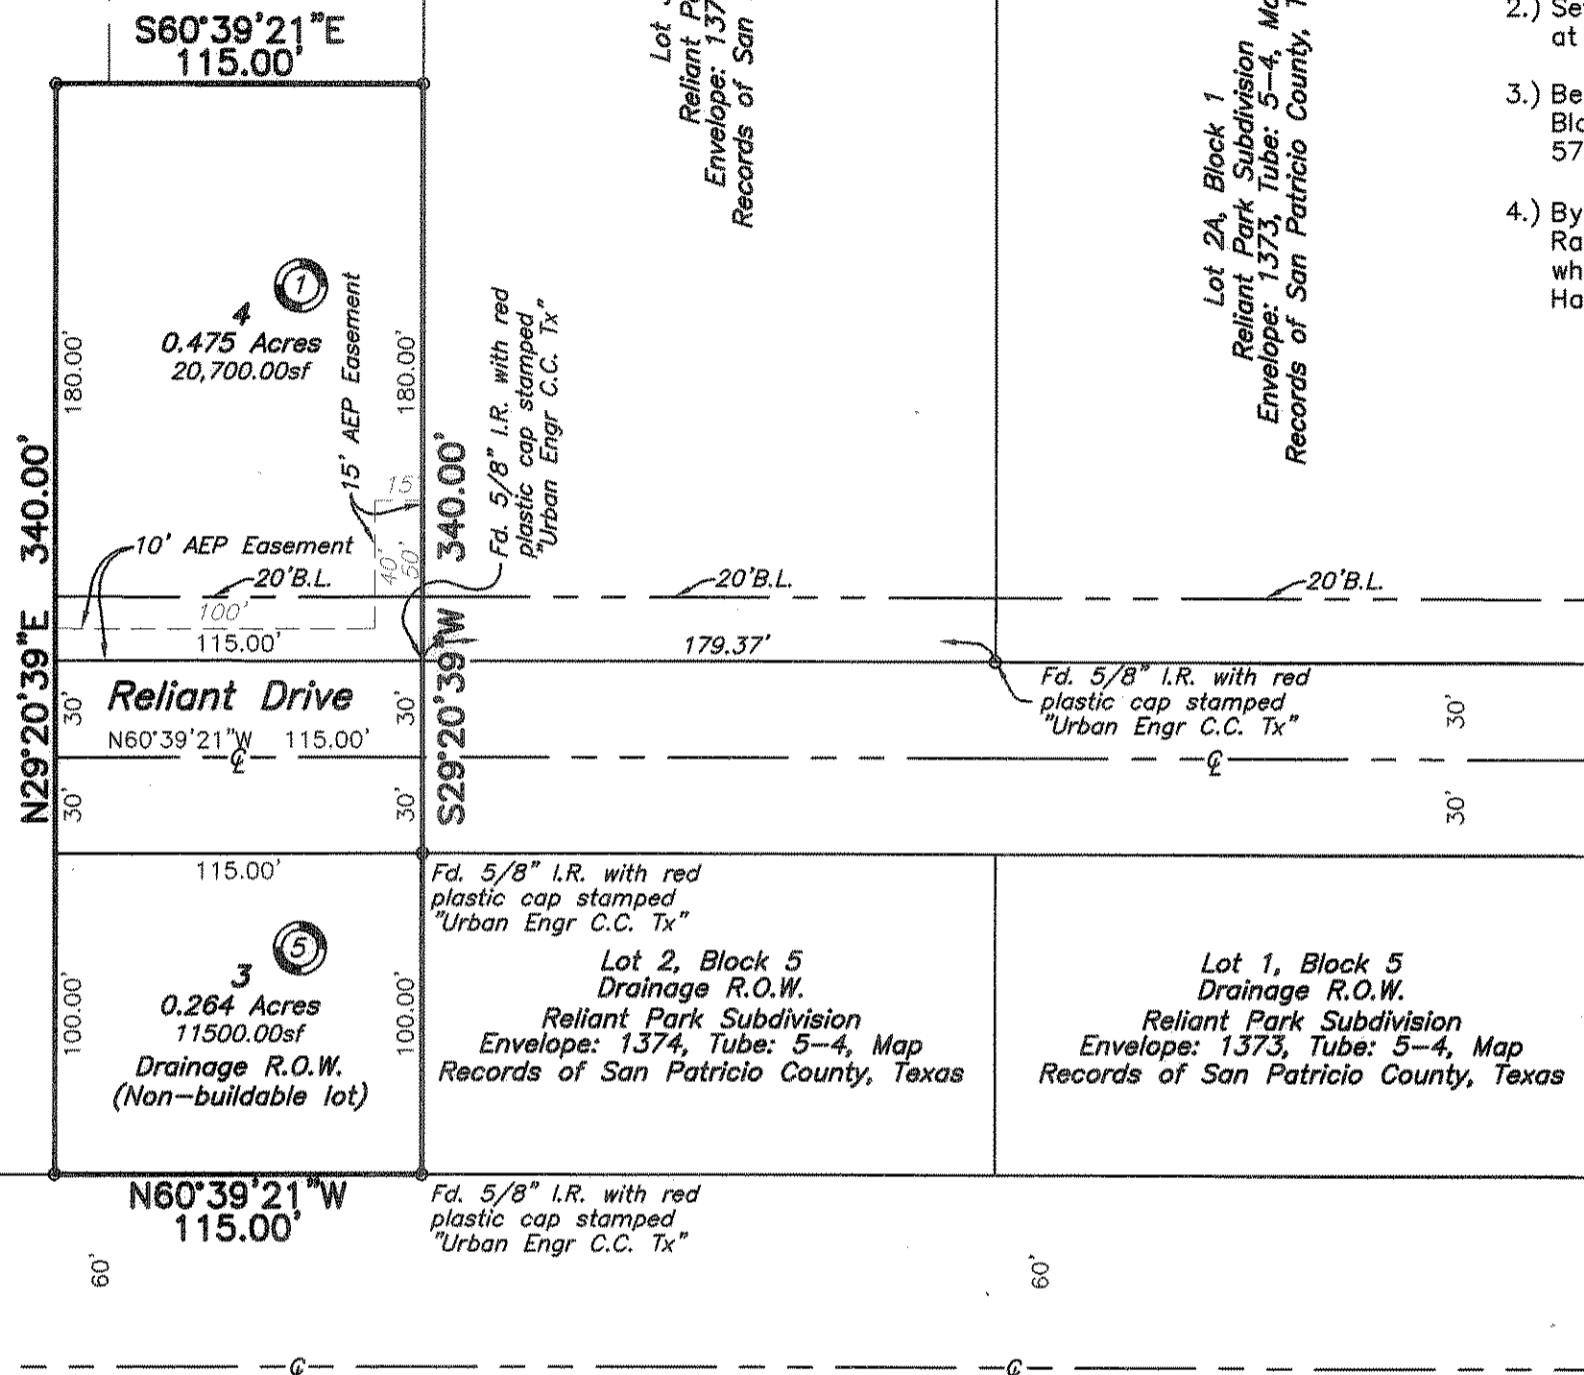 S60°39'21"E
115.00'
Reliant
Envelope:
Records of San
Lot 2A, Block 1
Reliant Park Subdivision
Envelope: 1373, Tube: 5-4,
Records of San Patricio County,
2.)
at
3.) Be
57
4.) By
1
4
0.475 Acres
20,700.00sf
180.00'
180.00'
15' AEP Easement
Fd. 5/8" I.R. with red
plastic cap stamped
"Urban Engr C.C. Tx"
N29°20'39"E 340.00'
S29°20'39"W 340.00'
15'
40'
50'
10' AEP Easement
20'B.L.
20'B.L.
20'B.L.
100'
115.00'
179.37'
Reliant Drive
N60°39'21"W 115.00'
30'
30'
30'
30'
30'
30'
Fd. 5/8" I.R. with red
plastic cap stamped
"Urban Engr C.C. Tx"
115.00'
Fd. 5/8" I.R. with red
plastic cap stamped
"Urban Engr C.C. Tx"
5
3
0.264 Acres
11500.00sf
Drainage R.O.W.
(Non-buildable lot)
100.00'
100.00'
Lot 2, Block 5
Drainage R.O.W.
Reliant Park Subdivision
Envelope: 1374, Tube: 5-4, Map
Records of San Patricio County, Texas
Lot 1, Block 5
Drainage R.O.W.
Reliant Park Subdivision
Envelope: 1373, Tube: 5-4, Map
Records of San Patricio County, Texas
N60°39'21"W
115.00'
Fd. 5/8" I.R. with red
plastic cap stamped
"Urban Engr C.C. Tx"
60'
60'